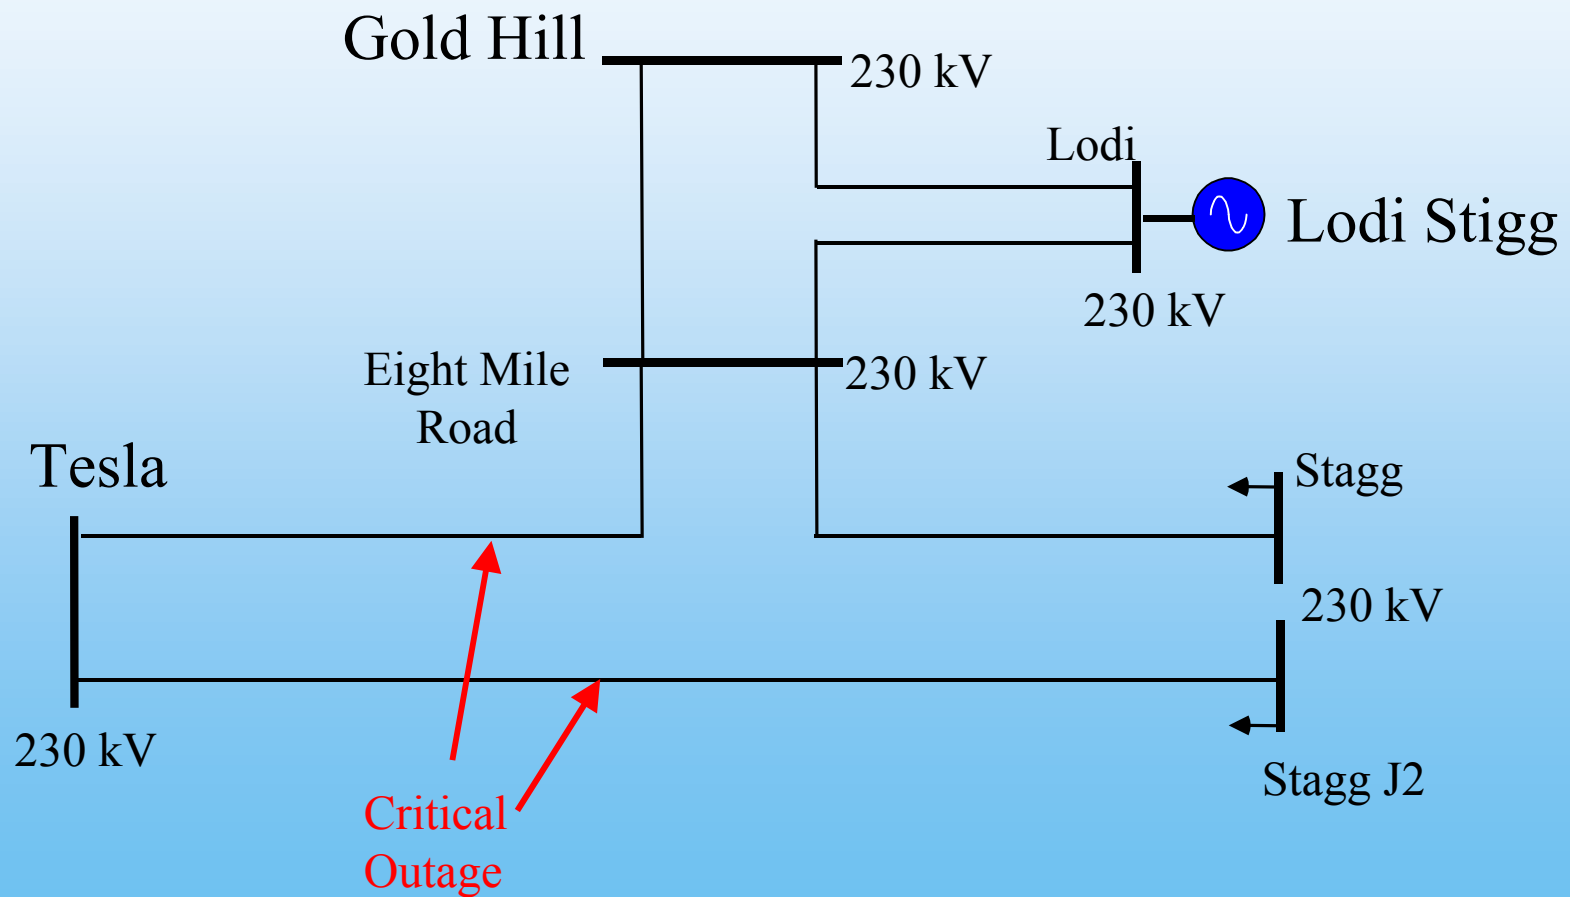 Gold Hill
230 kV
Lodi
Lodi Stigg
230 kV
Eight Mile
Road
230 kV
Tesla
Stagg
230 kV
230 kV
Stagg J2
Critical
Outage